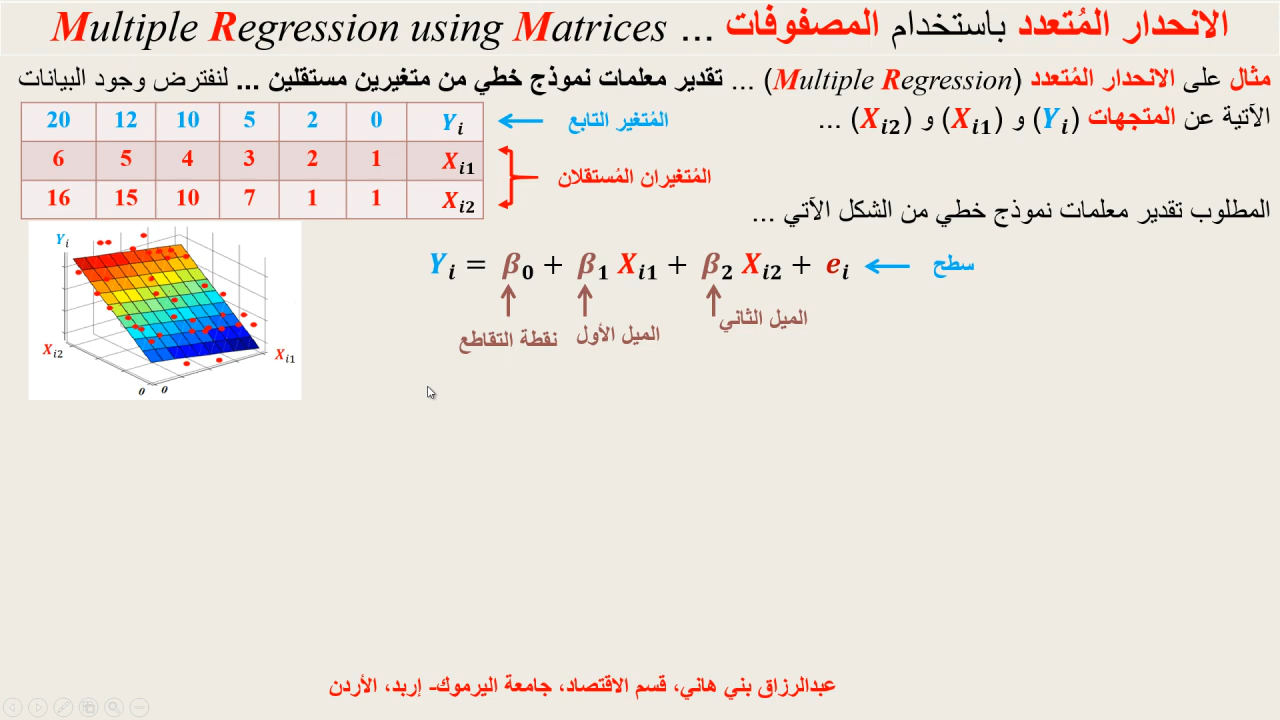 الانحدار المُتعدد باستخدام المصفوفات ... Multiple Regression using Matrices
مثال على الانحدار المُتعدد (Multiple Regression) ... تقدير معلمات نموذج خطي من متغيرين مستقلين ... لنفترض وجود البيانات
الآتية عن المتجهات (Yi) و (Xi1) و (Xi2) ...
20 12 10 5 2 0 Yi
المُتغير التابع
6 5 4 3 2 1 Xi1
المُتغيران المُستقلان
16 15 10 7 1 1 Xi2
المطلوب تقدير معلمات نموذج خطي من الشكل الآتي ...
Yi = β0 + β1 Xi1 + β2 Xi2 + ei
سطح
نقطة التقاطع
الميل الأول
الميل الثاني
Yi
Xi2
Xi1
0
0
عبدالرزاق بني هاني، قسم الاقتصاد، جامعة اليرموك- إربد، الأردن